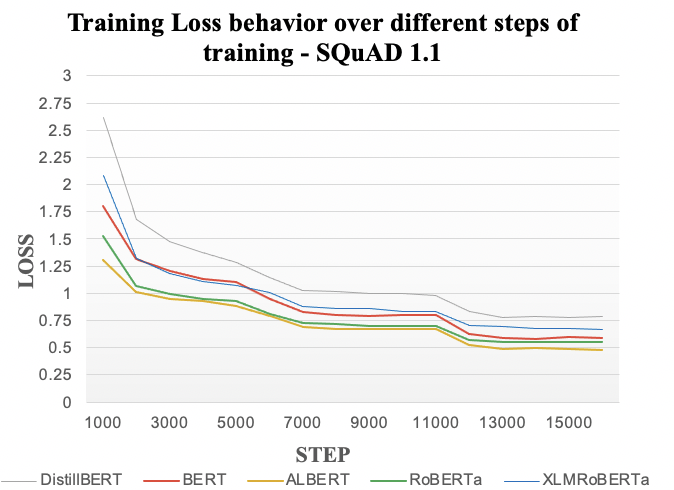 Training Loss behavior over different steps of
training - SQuAD 1.1
3
2.75
2.5
2.25
2
1.75
1.5
1.25
1
0.75
0.5
0.25
0
LOSS
1000 3000 5000 7000 9000 11000 13000 15000
STEP
DistillBERT BERT ALBERT RoBERTa XLMRoBERTa